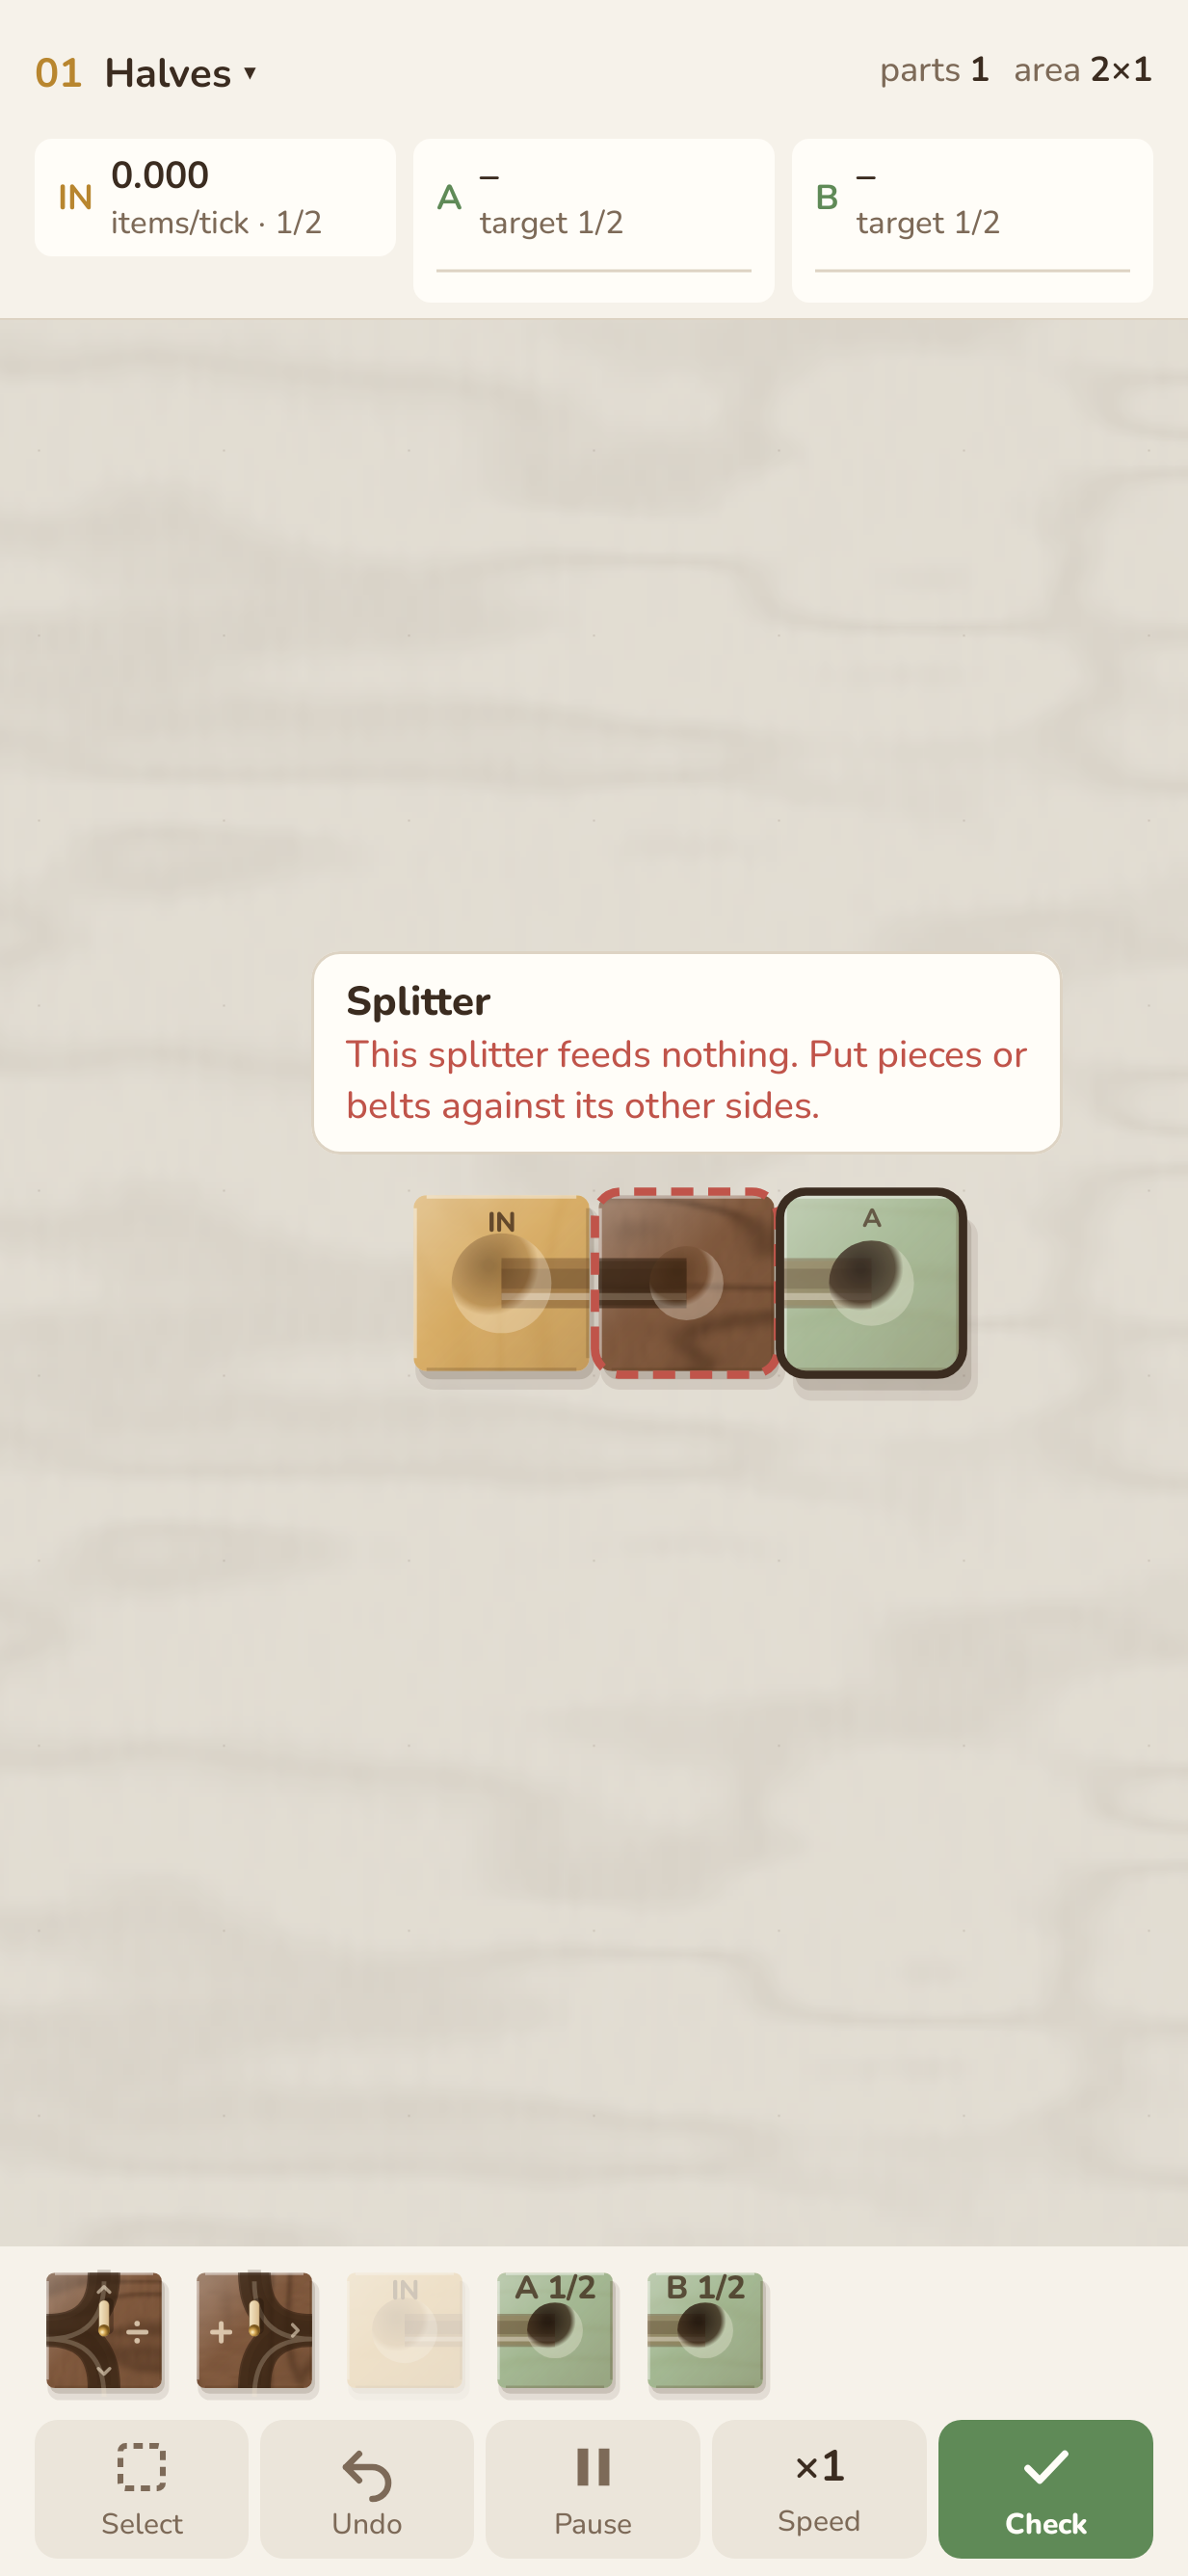 01 Halves ▾
parts 1 area 2×1
IN 0.000
items/tick · 1/2
A –
target 1/2
B –
target 1/2
Splitter
This splitter feeds nothing. Put pieces or
belts against its other sides.
IN
A
÷
+
IN
A 1/2
B 1/2
Select
Undo
Pause
×1
Speed
Check